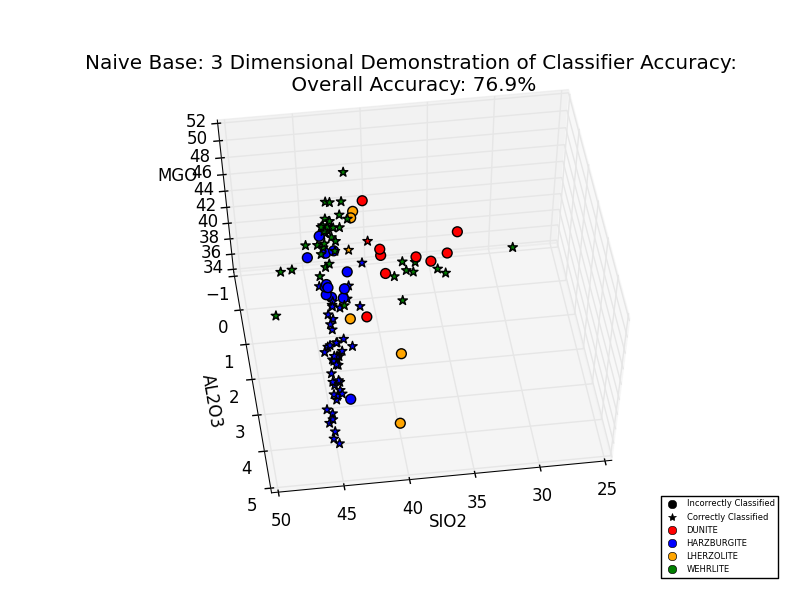 Naive Base: 3 Dimensional Demonstration of Classifier Accuracy:
Overall Accuracy: 76.9%
52
50
48
MGO
46
44
42
40
38
36
34
−1
0
1
2
AL2O3
3
4
5
50
45
40
35
30
25
SIO2
Incorrectly Classified
Correctly Classified
DUNITE
HARZBURGITE
LHERZOLITE
WEHRLITE